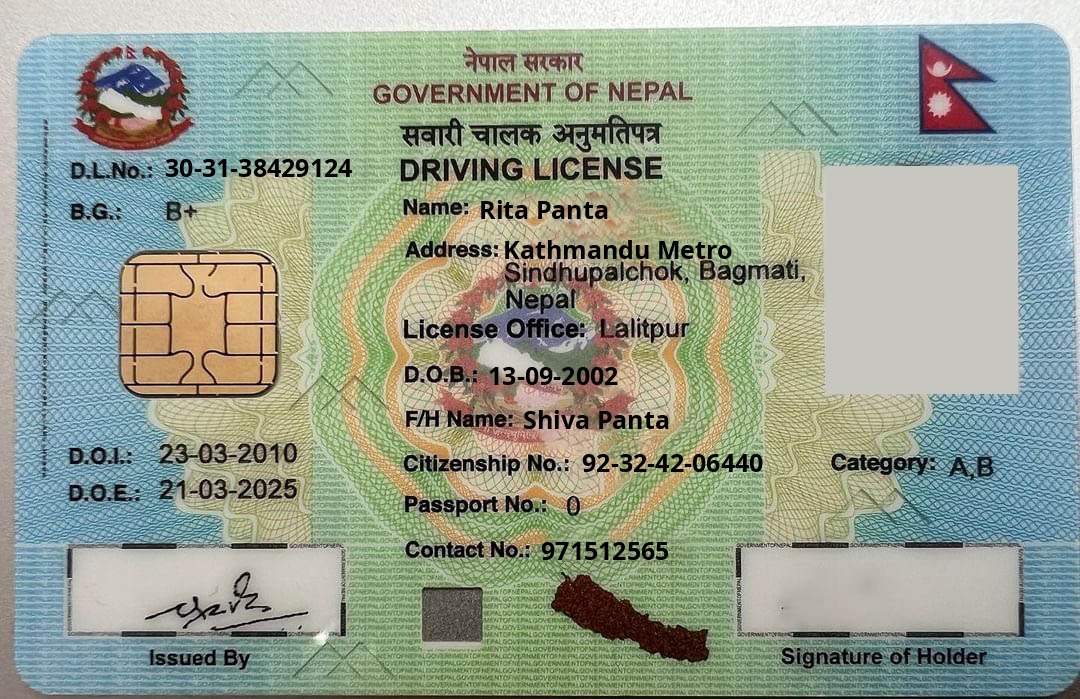 नेपाल सरकार
GOVERNMENT OF NEPAL
सवारी चालक अनुमतिपत्र
DRIVING LICENSE
D.L.No.: 30-31-38429124
B.G.: B+
Name: Rita Panta
Address: Kathmandu Metro
Sindhupalchok, Bagmati,
Nepal
License Office: Lalitpur
D.O.B.: 13-09-2002
F/H Name: Shiva Panta
D.O.I.: 23-03-2010
D.O.E.: 21-03-2025
Citizenship No.: 92-32-42-06440
Category: A,B
Passport No.: 0
Contact No.: 971512565
Issued By
Signature of Holder